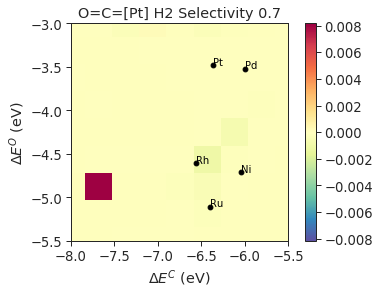 O=C=[Pt] H2 Selectivity 0.7
−3.0
−3.5
−4.0
−4.5
−5.0
−5.5
ΔE^O (eV)
Pt
Pd
Rh
Ni
Ru
−8.0 −7.5 −7.0 −6.5 −6.0 −5.5
ΔE^C (eV)
0.008
0.006
0.004
0.002
0.000
−0.002
−0.004
−0.006
−0.008